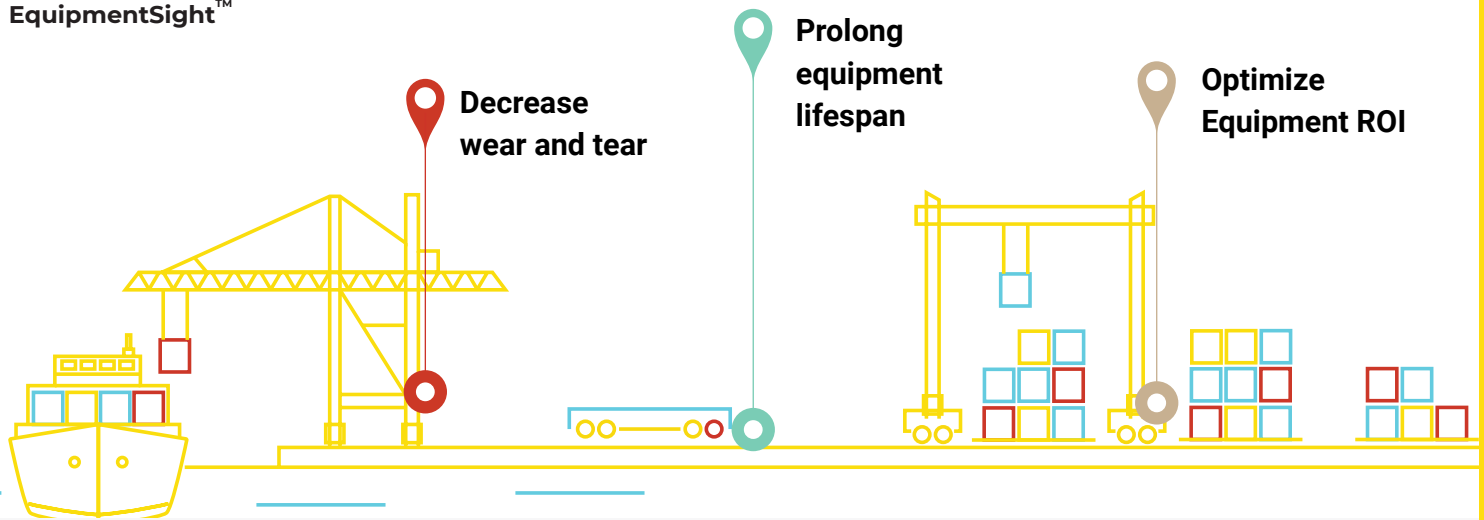 EquipmentSight™
Decrease
wear and tear
Prolong
equipment
lifespan
Optimize
Equipment ROI